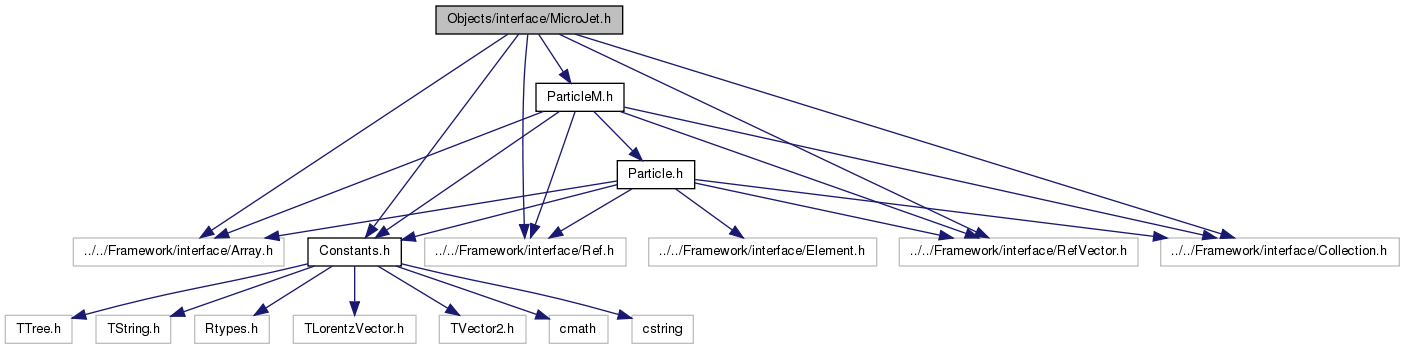 Objects/interface/MicroJet.h
ParticleM.h
Particle.h
../../Framework/interface/Array.h
Constants.h
../../Framework/interface/Ref.h
../../Framework/interface/Element.h
../../Framework/interface/RefVector.h
../../Framework/interface/Collection.h
TTree.h
TString.h
Rtypes.h
TLorentzVector.h
TVector2.h
cmath
cstring